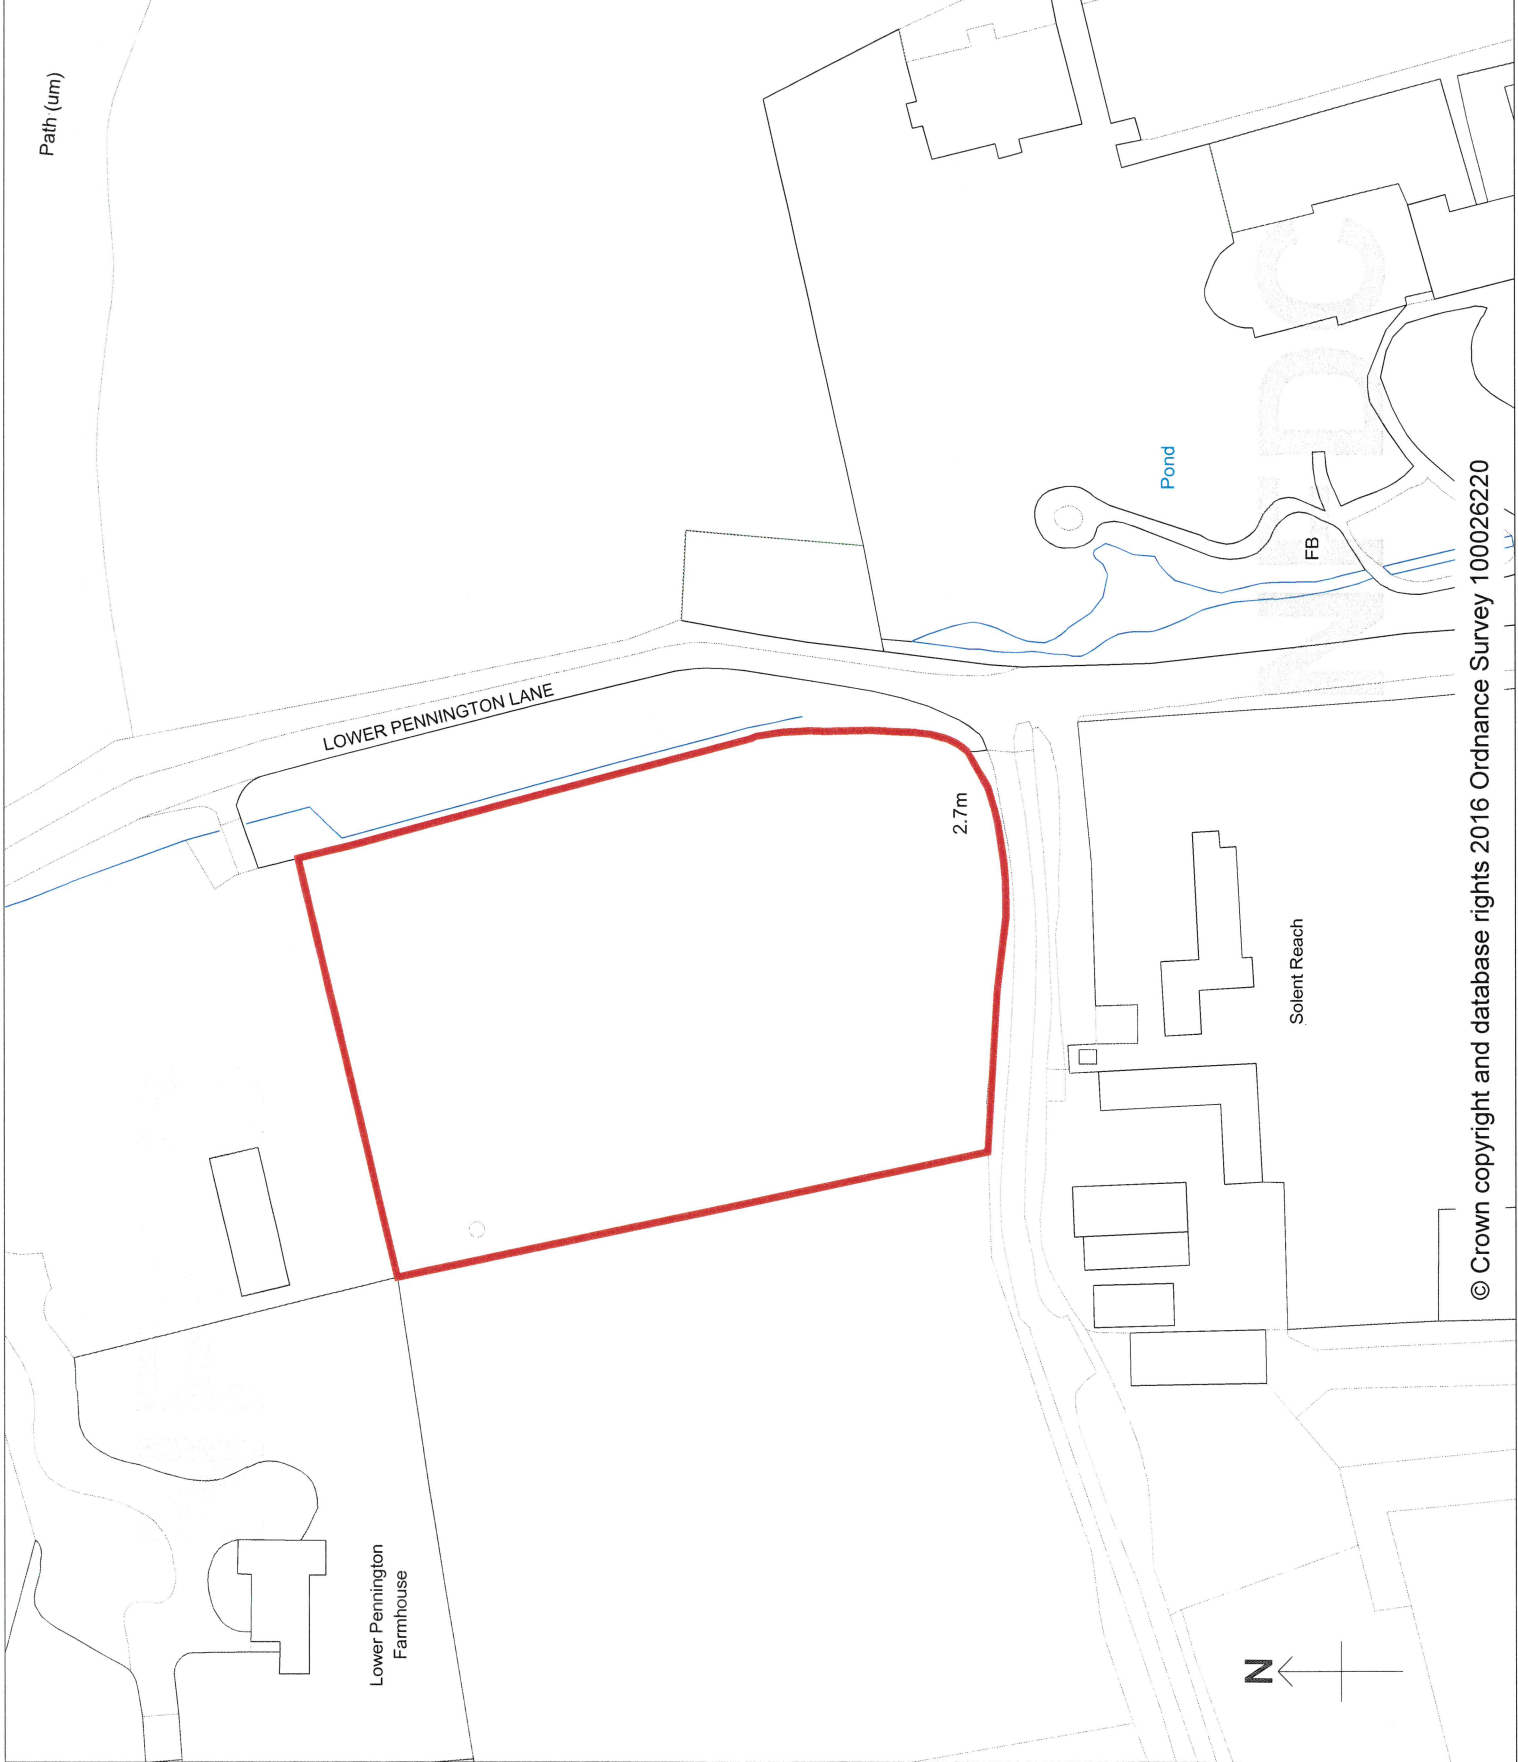 Path (um)
LOWER PENNINGTON LANE
Pond
FB
2.7m
Solent Reach
Lower Pennington
Farmhouse
N
NFDC
© Crown copyright and database rights 2016 Ordnance Survey 100026220